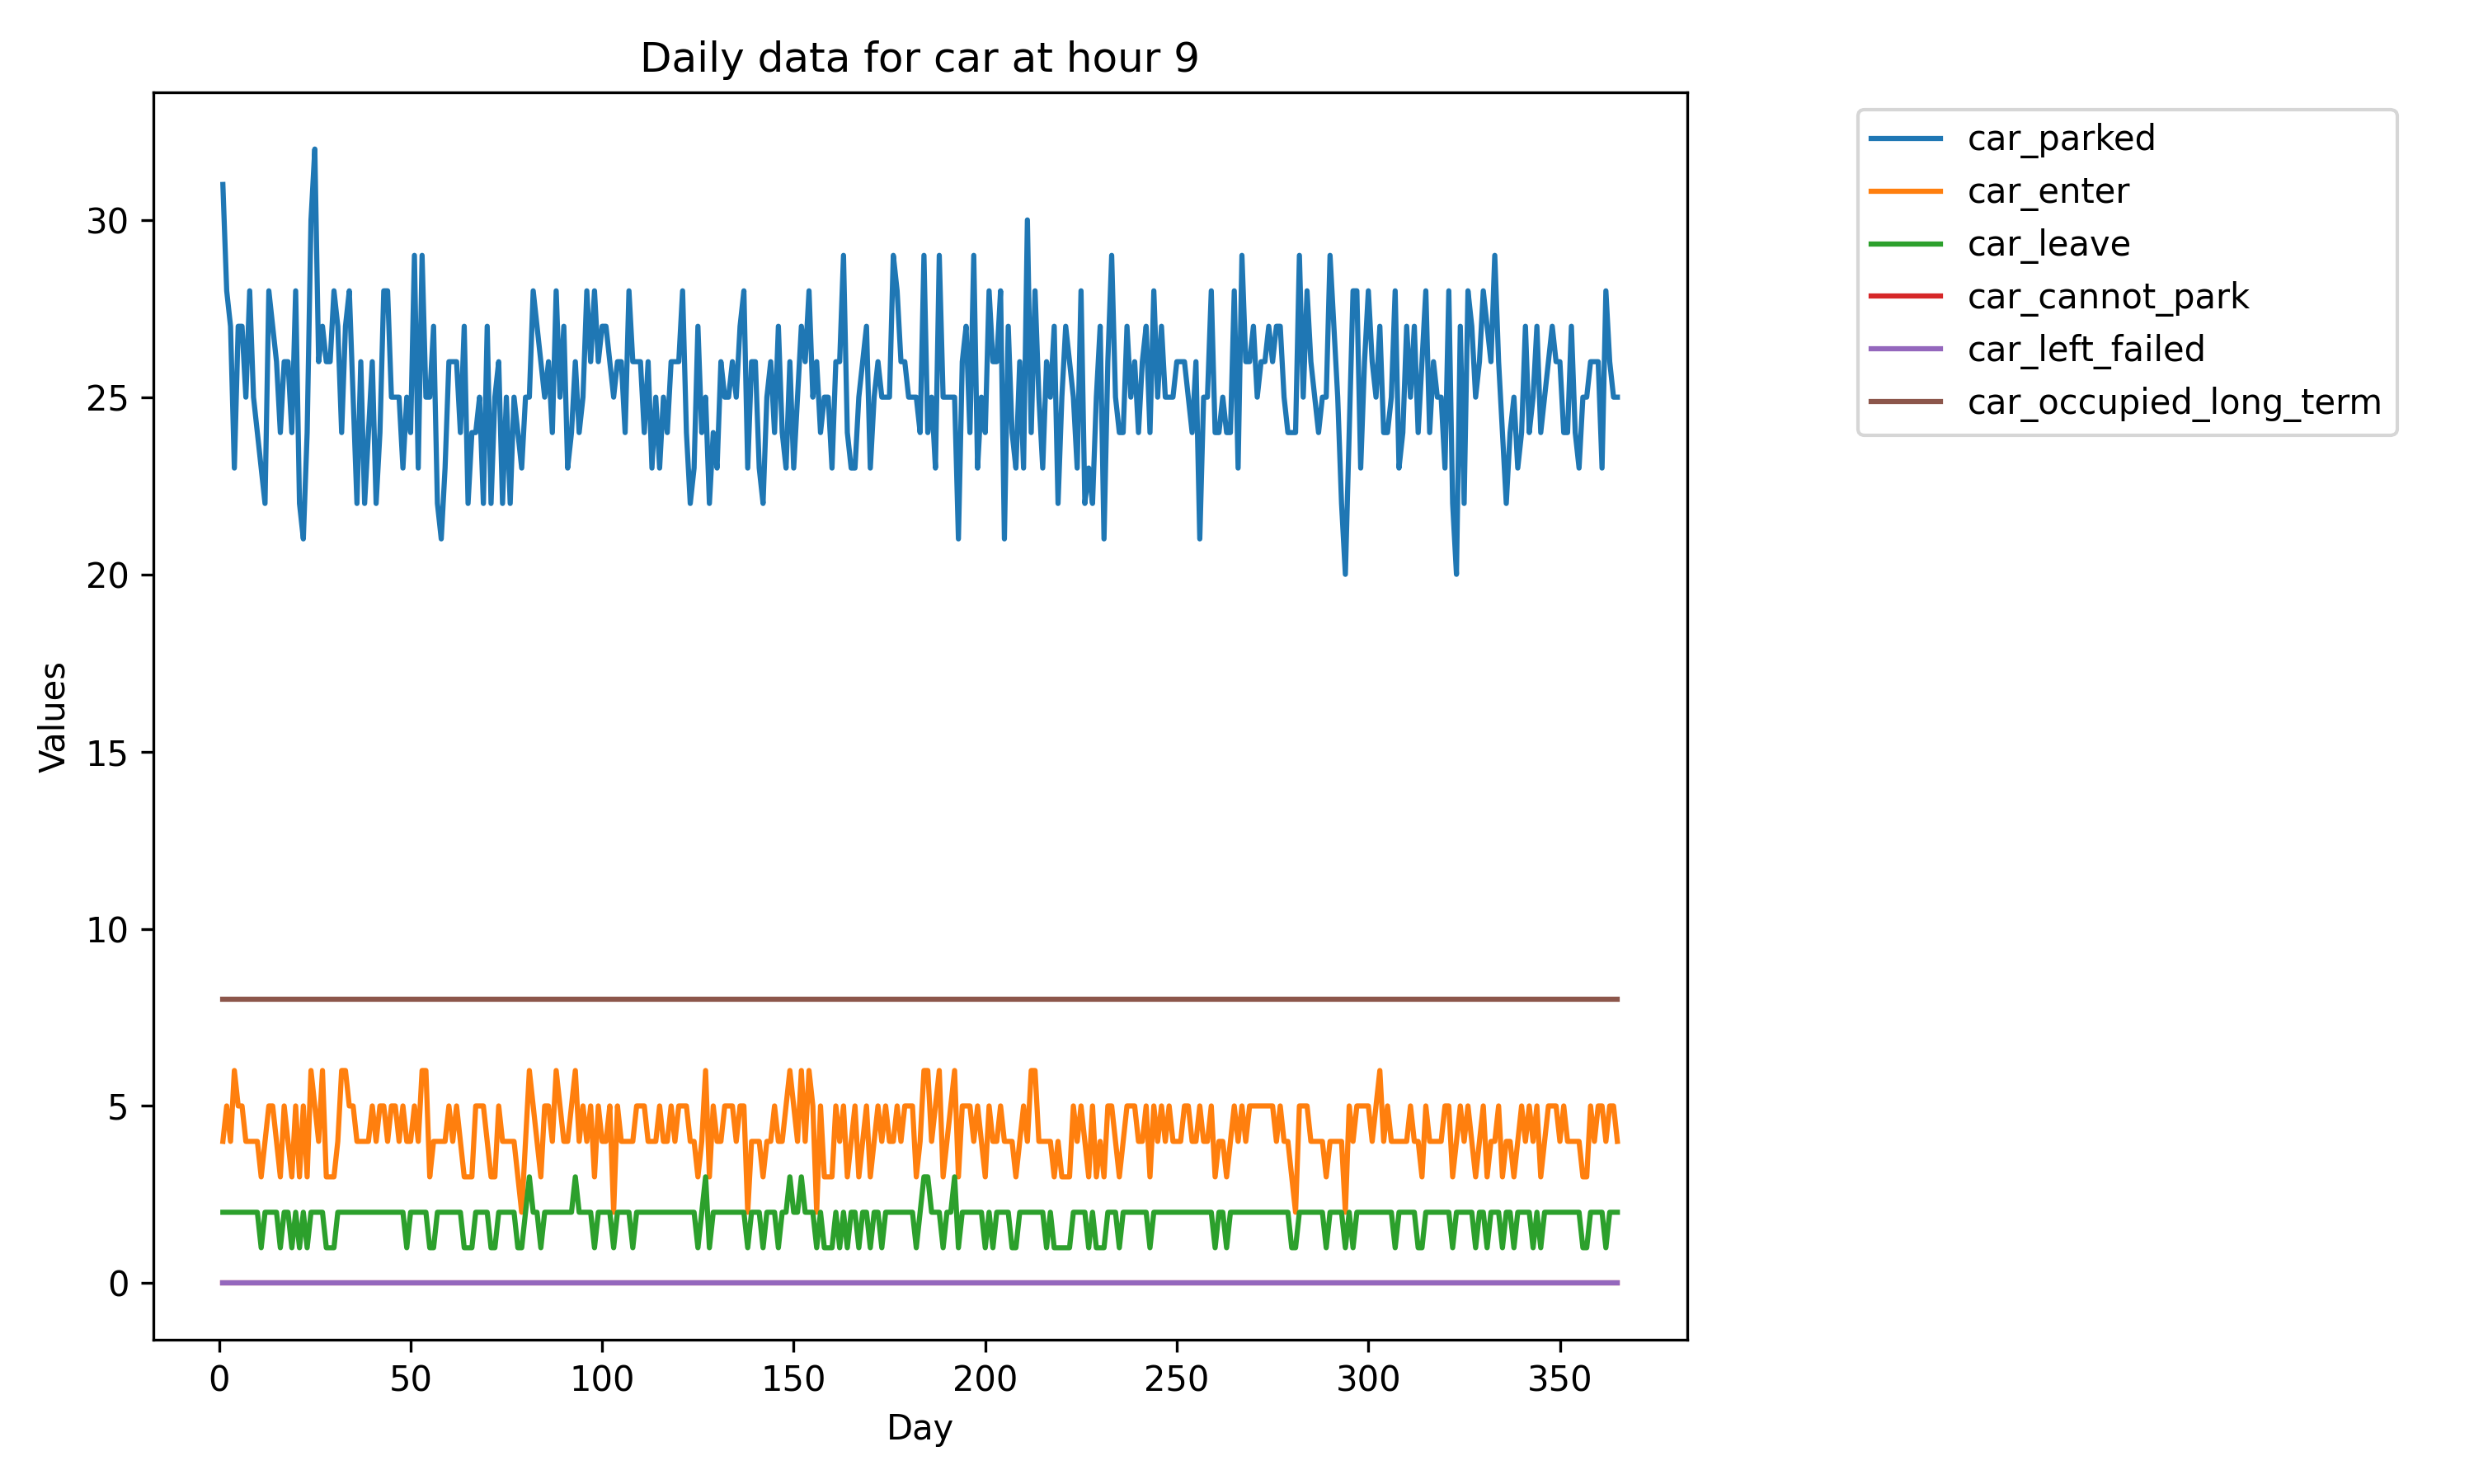 Daily data for car at hour 9
car_parked
car_enter
car_leave
car_cannot_park
car_left_failed
car_occupied_long_term
30
25
20
15
10
5
0
Values
0 50 100 150 200 250 300 350
Day